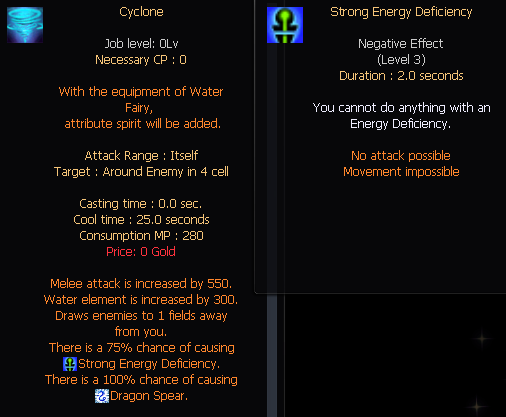 Cyclone
Job level: 0Lv
Necessary CP : 0
With the equipment of Water
Fairy,
attribute spirit will be added.
Attack Range : Itself
Target : Around Enemy in 4 cell
Casting time : 0.0 sec.
Cool time : 25.0 seconds
Consumption MP : 280
Price: 0 Gold
Melee attack is increased by 550.
Water element is increased by 300.
Draws enemies to 1 fields away
from you.
There is a 75% chance of causing
Strong Energy Deficiency.
There is a 100% chance of causing
Dragon Spear.
Strong Energy Deficiency
Negative Effect
(Level 3)
Duration : 2.0 seconds
You cannot do anything with an
Energy Deficiency.
No attack possible
Movement impossible